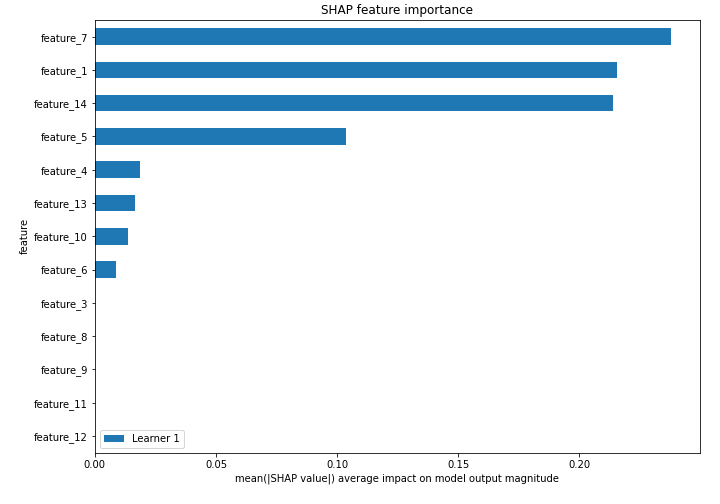 SHAP feature importance
feature_7
feature_1
feature_14
feature_5
feature_4
feature_13
feature_10
feature_6
feature_3
feature_8
feature_9
feature_11
feature_12
feature
Learner 1
0.00 0.05 0.10 0.15 0.20
mean(|SHAP value|) average impact on model output magnitude